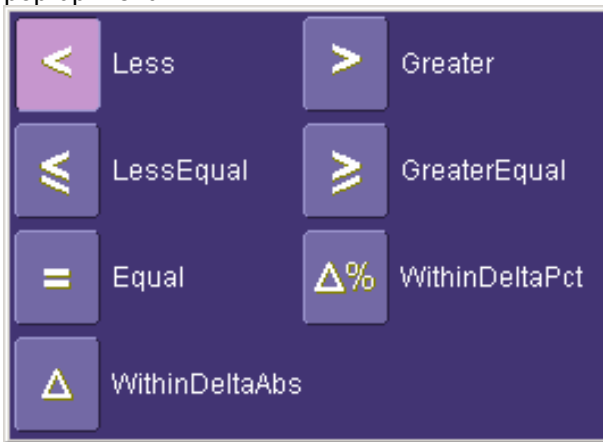 < Less > Greater
≤ LessEqual ≥ GreaterEqual
= Equal Δ% WithinDeltaPct
Δ WithinDeltaAbs